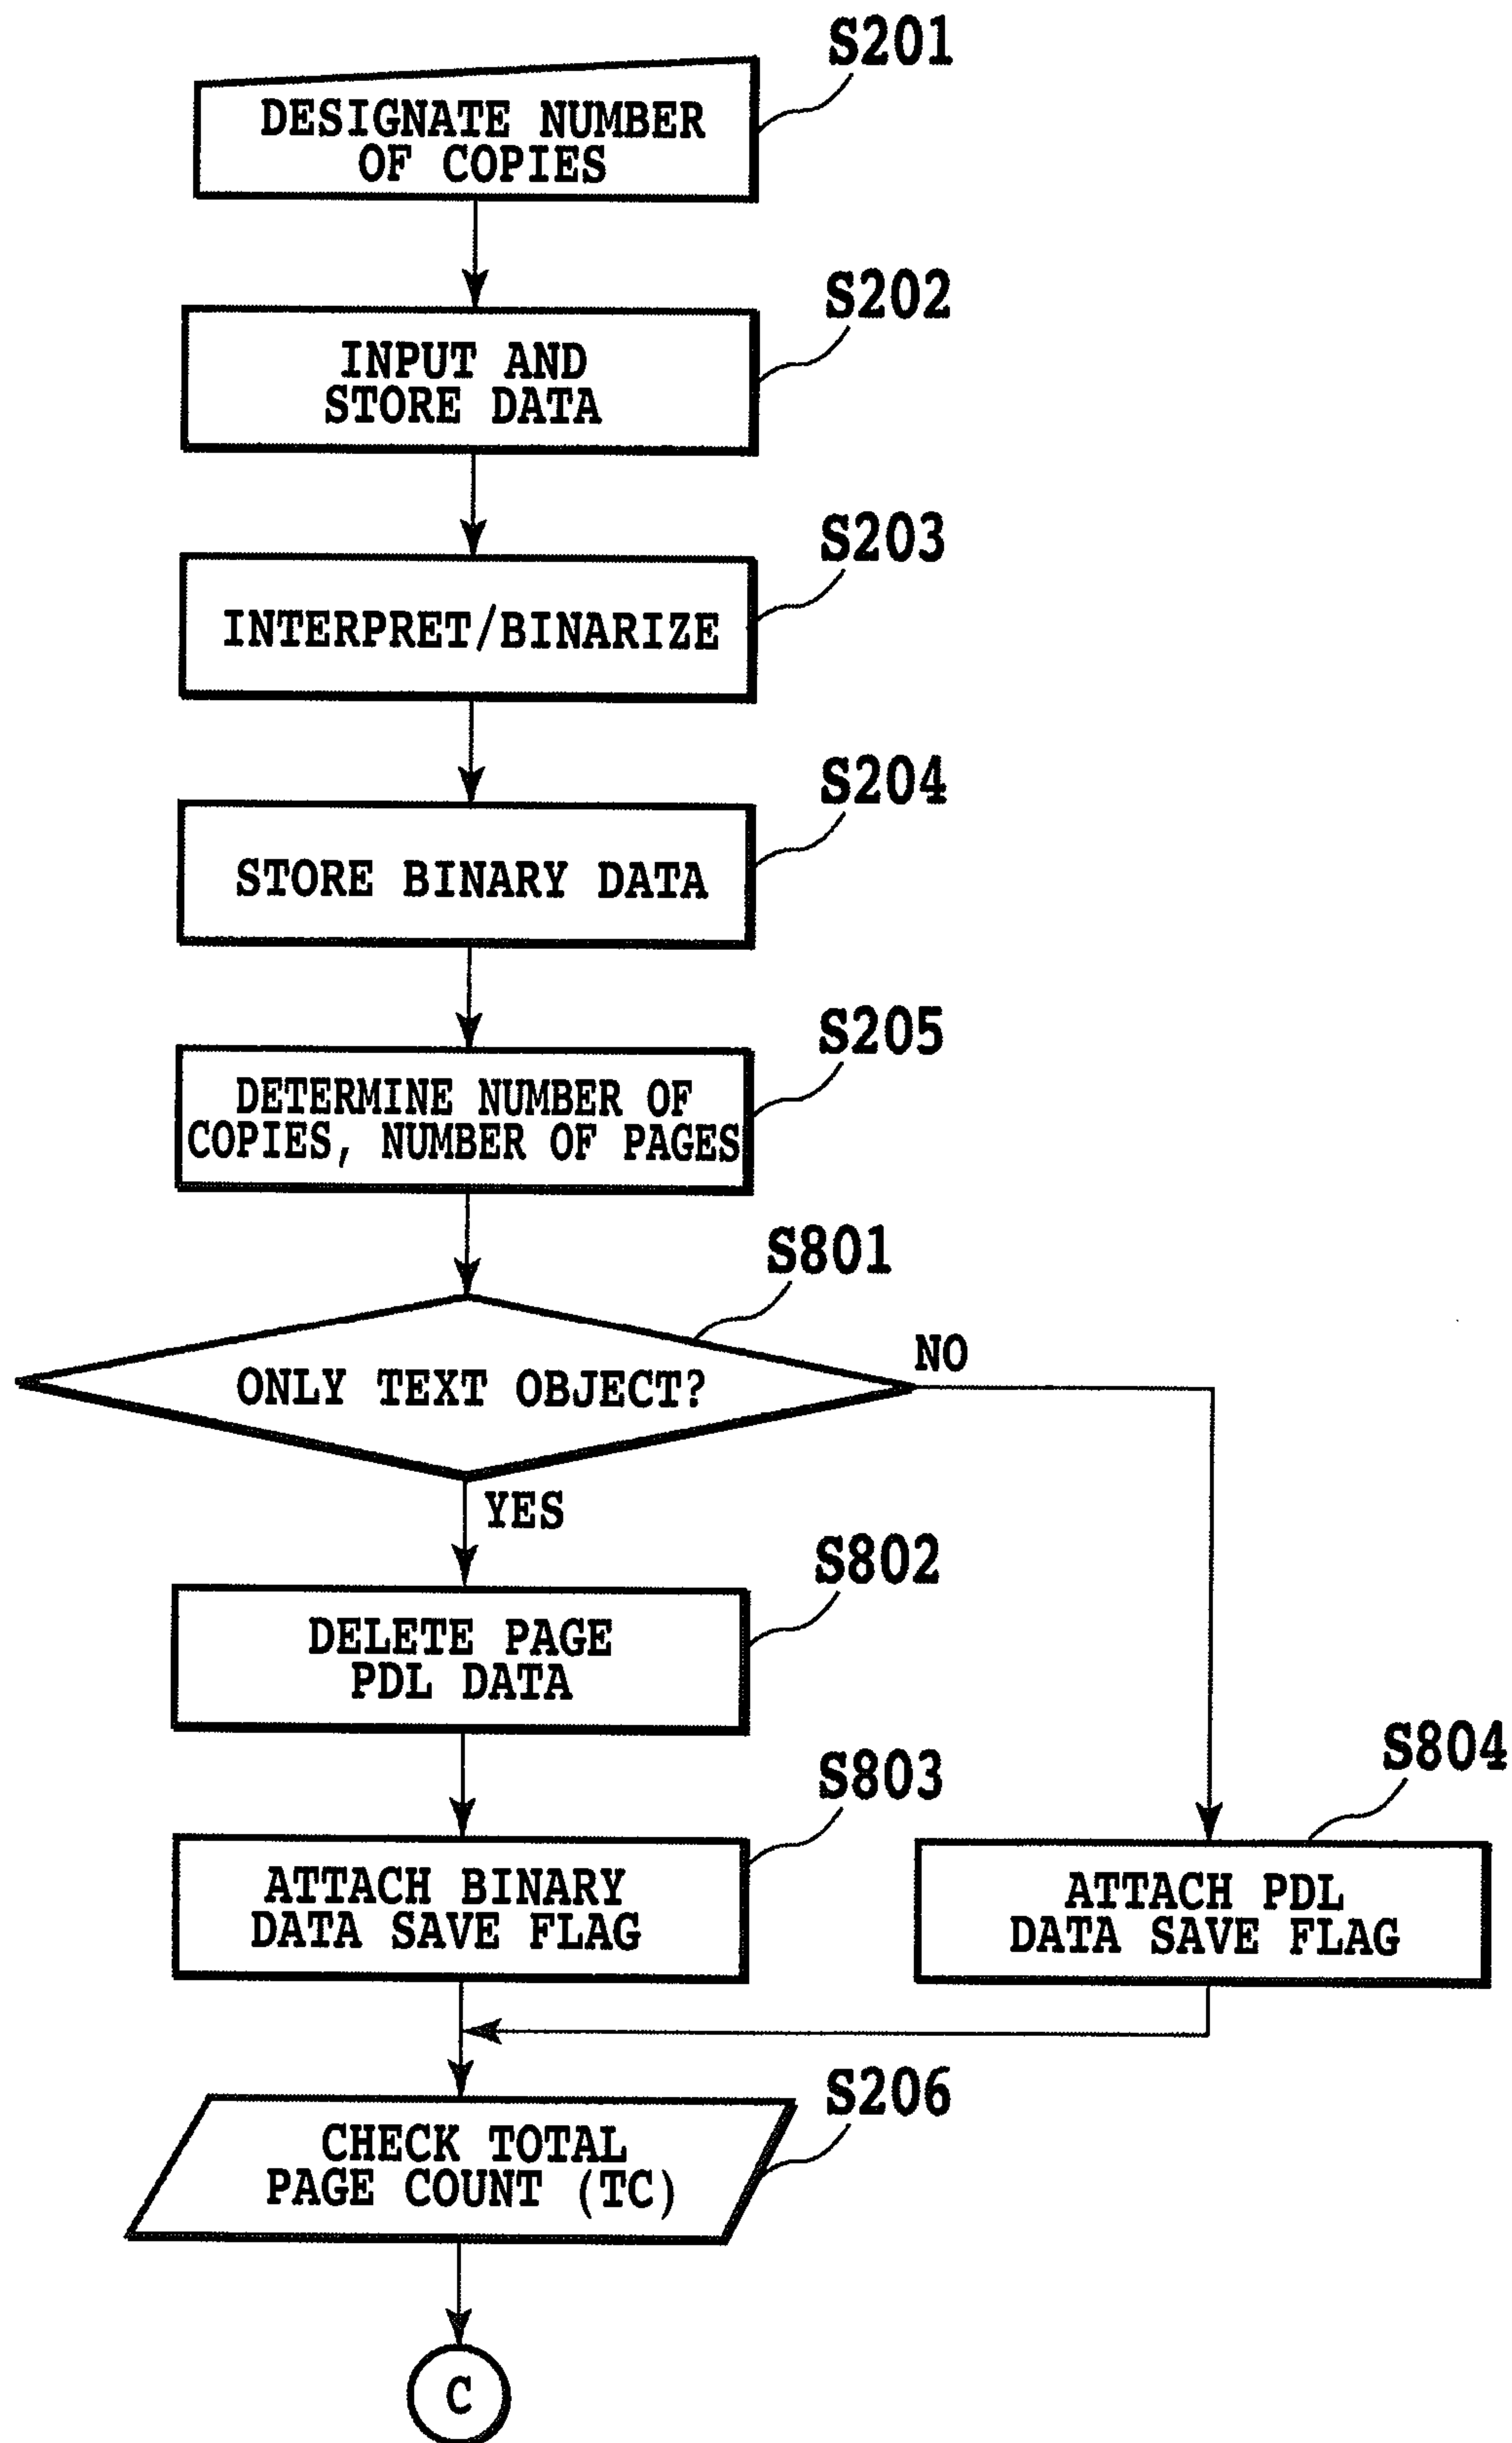 S201
DESIGNATE NUMBER
OF COPIES
S202
INPUT AND
STORE DATA
S203
INTERPRET/BINARIZE
S204
STORE BINARY DATA
S205
DETERMINE NUMBER OF
COPIES, NUMBER OF PAGES
S801
ONLY TEXT OBJECT?
NO
YES
S802
DELETE PAGE
PDL DATA
S803
ATTACH BINARY
DATA SAVE FLAG
S804
ATTACH PDL
DATA SAVE FLAG
S206
CHECK TOTAL
PAGE COUNT (TC)
C